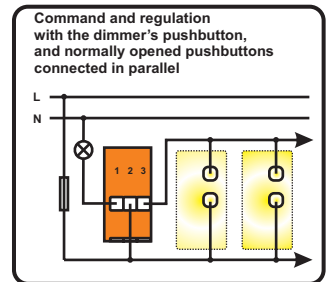 Command and regulation
with the dimmer's pushbutton,
and normally opened pushbuttons
connected in parallel
L
N
1 2 3